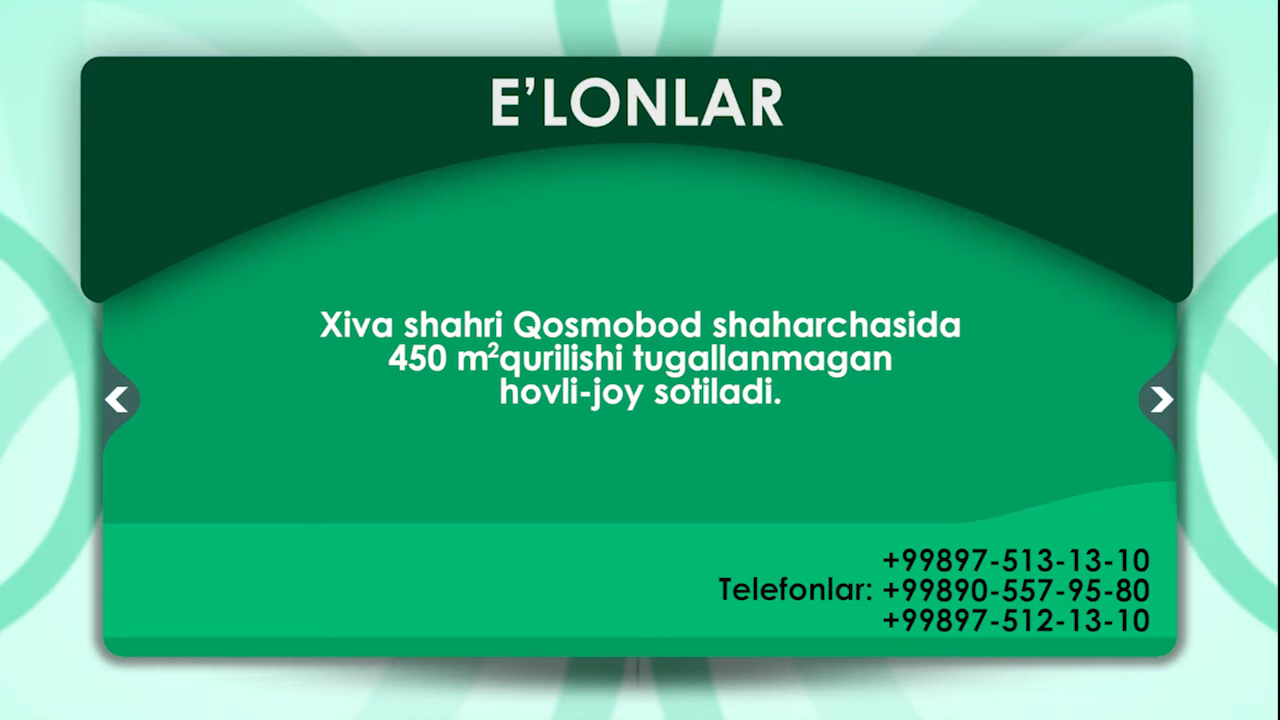 E’LONLAR
Xiva shahri Qosmobod shaharchasida
450 m²qurilishi tugallanmagan
hovli-joy sotiladi.
+99897-513-13-10
Telefonlar: +99890-557-95-80
+99897-512-13-10